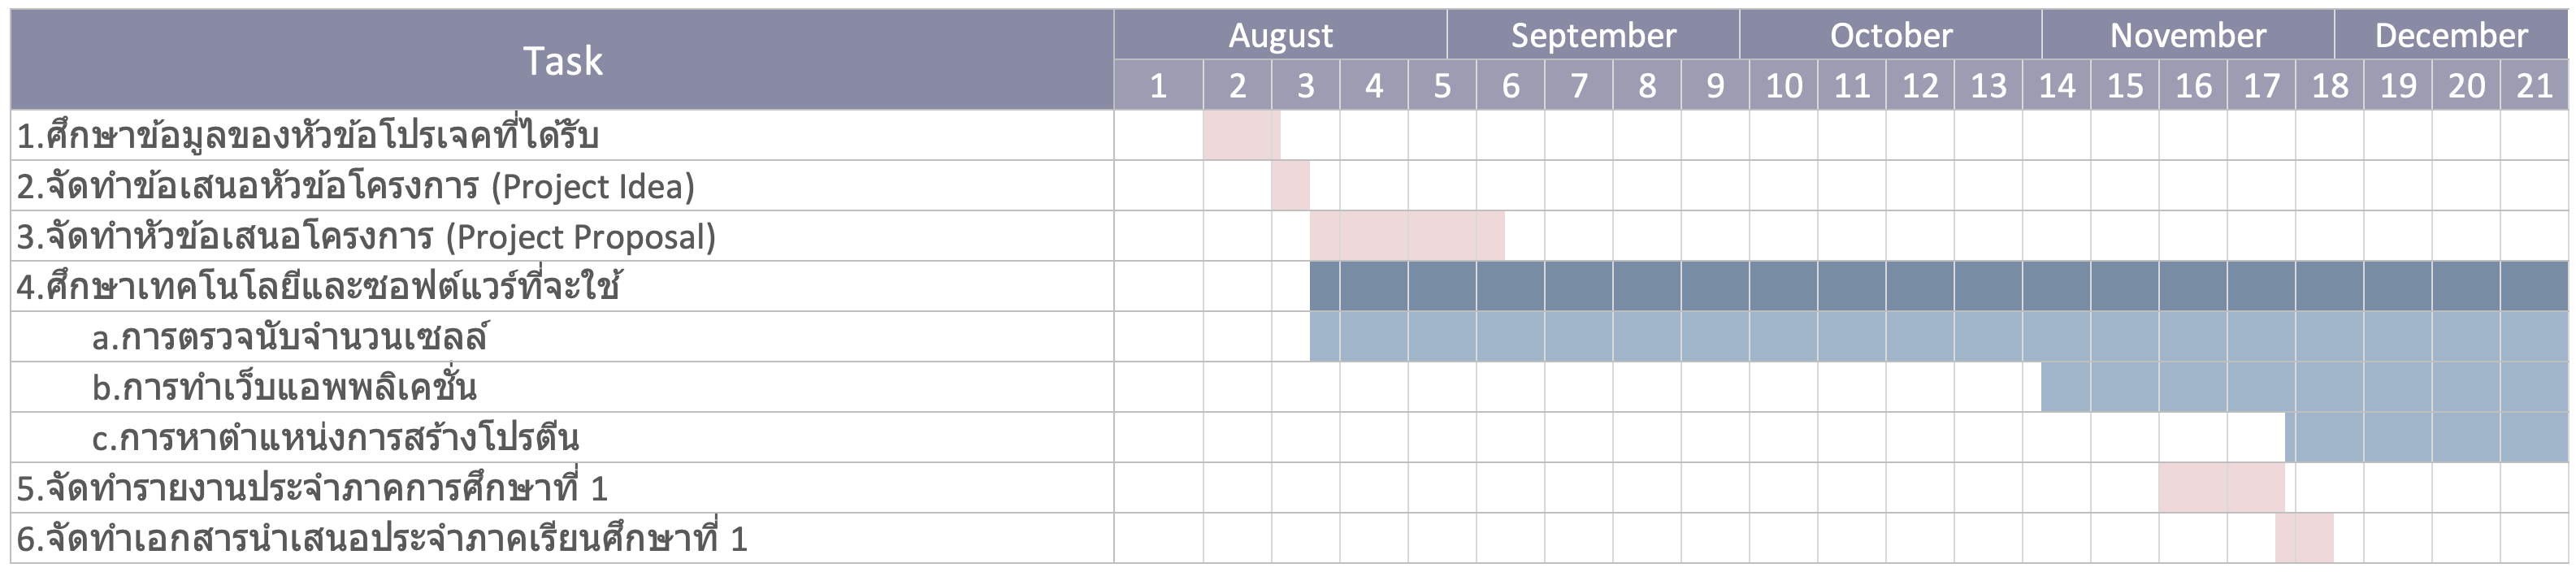 Task
August September October November December
1 2 3 4 5 6 7 8 9 10 11 12 13 14 15 16 17 18 19 20 21
1.ศึกษาข้อมูลของหัวข้อโปรเจคที่ได้รับ
2.จัดทำข้อเสนอหัวข้อโครงการ (Project Idea)
3.จัดทำหัวข้อเสนอโครงการ (Project Proposal)
4.ศึกษาเทคโนโลยีและซอฟต์แวร์ที่จะใช้
a.การตรวจนับจำนวนเซลล์
b.การทำเว็บแอพพลิเคชั่น
c.การหาตำแหน่งการสร้างโปรตีน
5.จัดทำรายงานประจำภาคการศึกษาที่ 1
6.จัดทำเอกสารนำเสนอประจำภาคเรียนศึกษาที่ 1